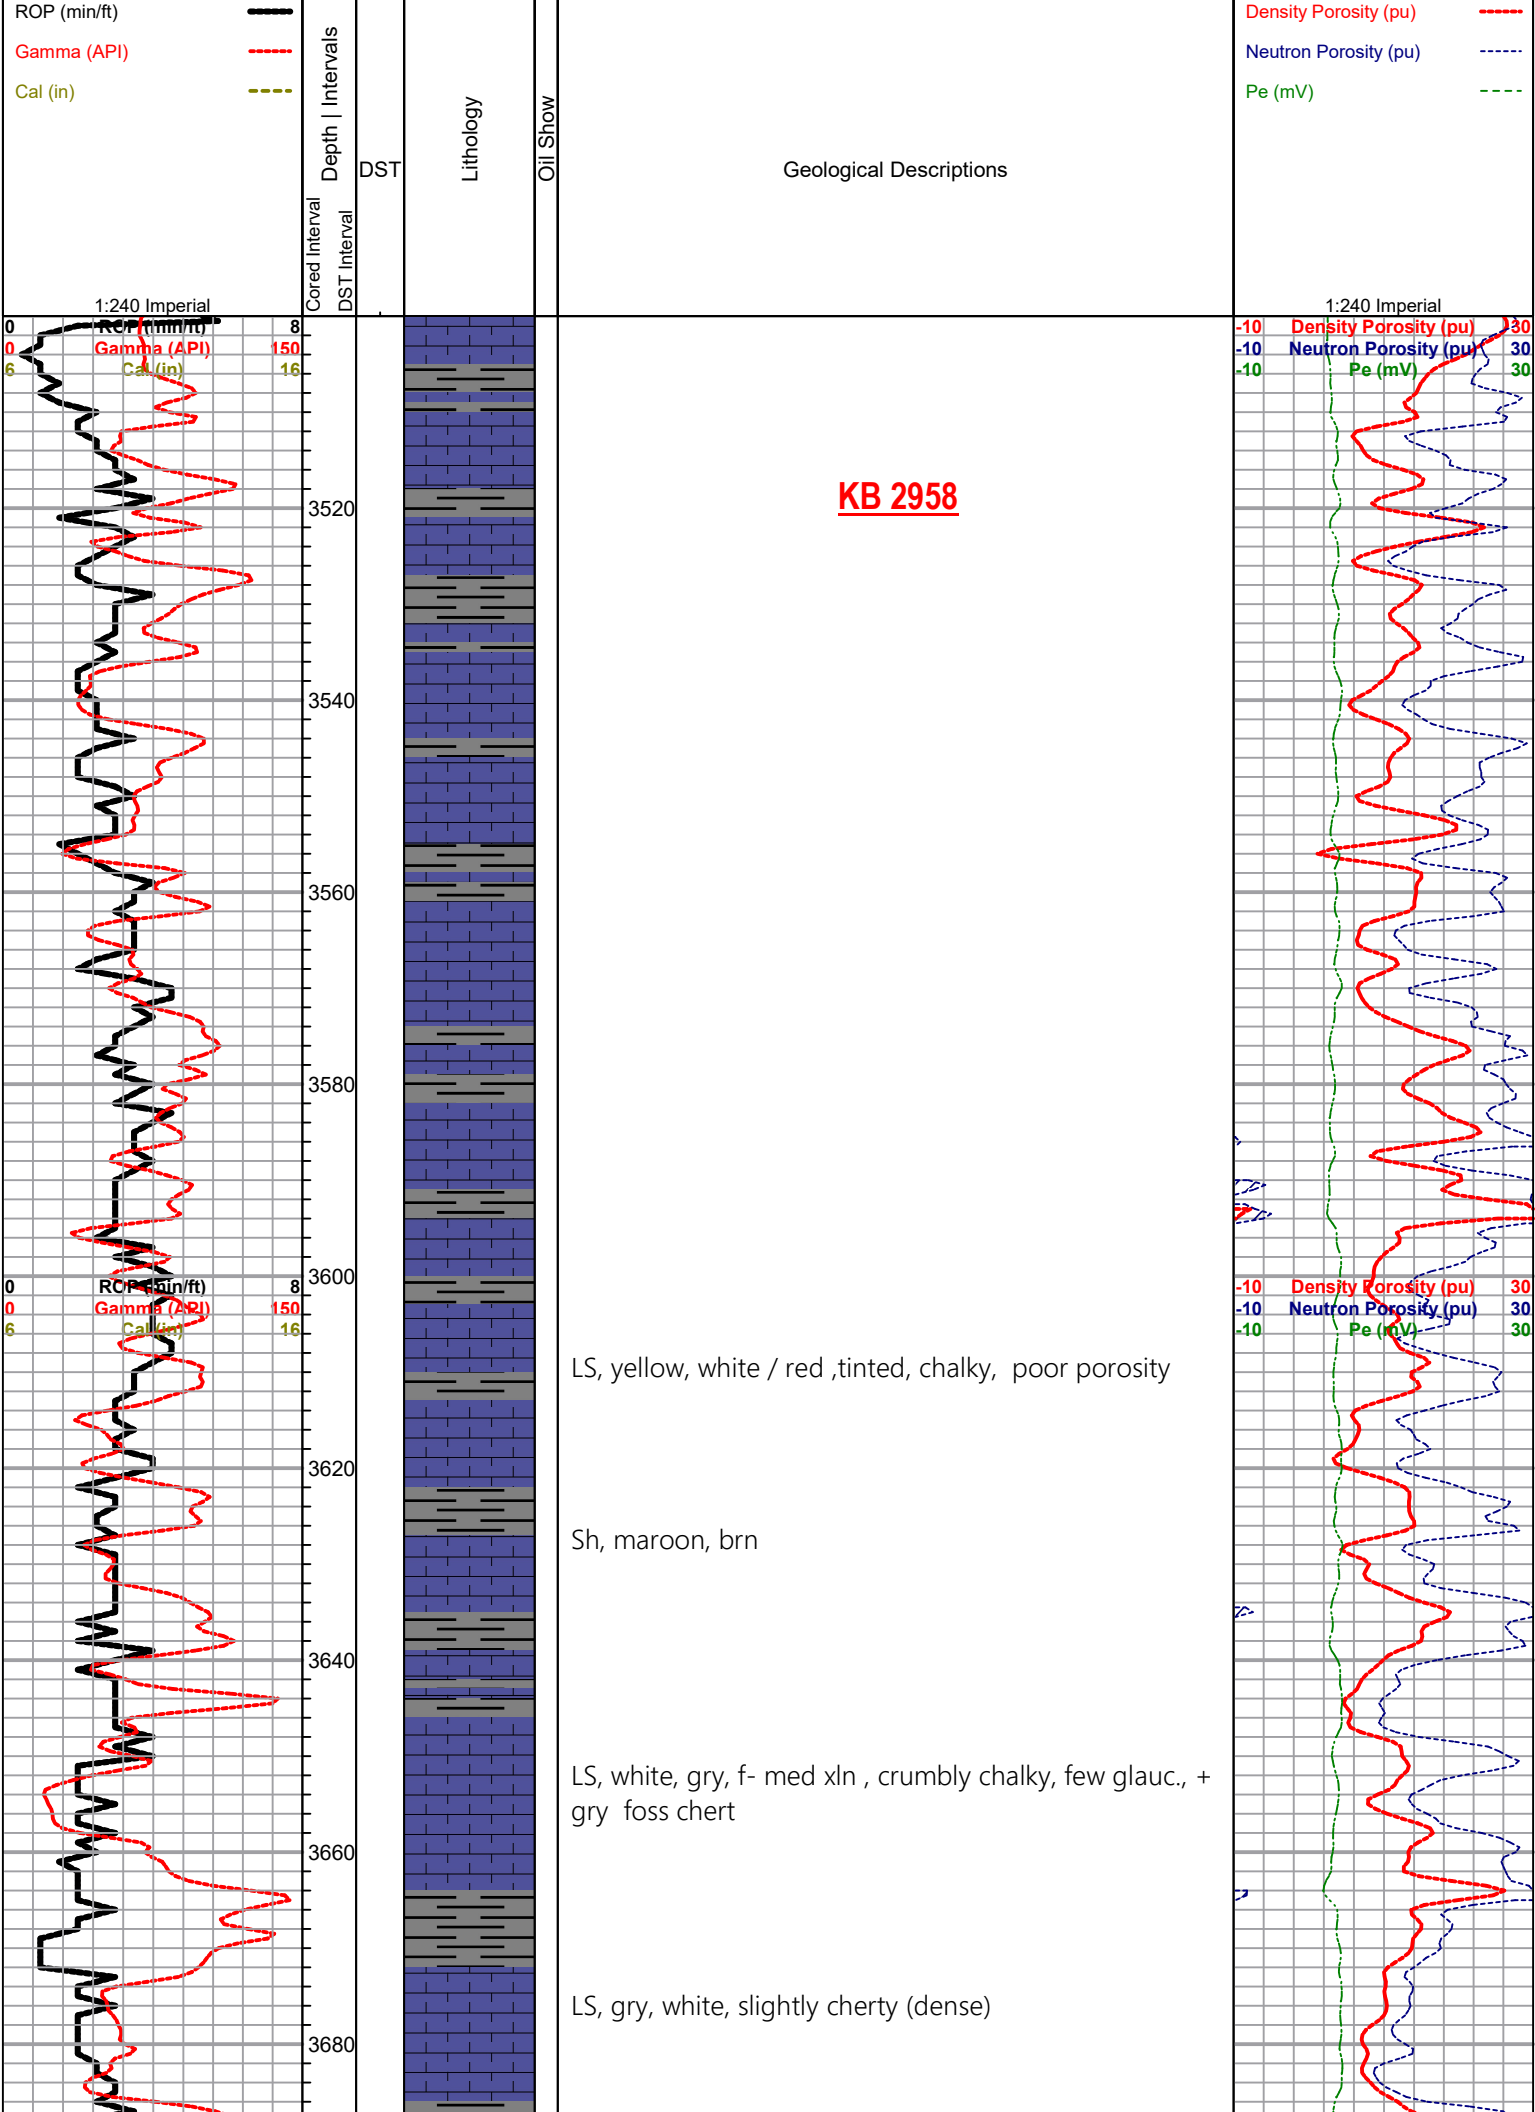 ROP (min/ft)
Gamma (API)
Cal (in)
Cored Interval
Depth | Intervals
DST Interval
DST
Lithology
Oil Show
Geological Descriptions
Density Porosity (pu)
Neutron Porosity (pu)
Pe (mV)
1:240 Imperial
1:240 Imperial
0 ROP (min/ft) 8
0 Gamma (API) 150
6 Cal (in) 16
-10 Density Porosity (pu) 30
-10 Neutron Porosity (pu) 30
-10 Pe (mV) 30
KB 2958
3520
3540
3560
3580
3600
0 ROP (min/ft) 8
0 Gamma (API) 150
6 Cal (in) 16
-10 Density Porosity (pu) 30
-10 Neutron Porosity (pu) 30
-10 Pe (mV) 30
LS, yellow, white / red ,tinted, chalky, poor porosity
3620
Sh, maroon, brn
3640
LS, white, gry, f- med xln , crumbly chalky, few glauc., +
gry foss chert
3660
LS, gry, white, slightly cherty (dense)
3680